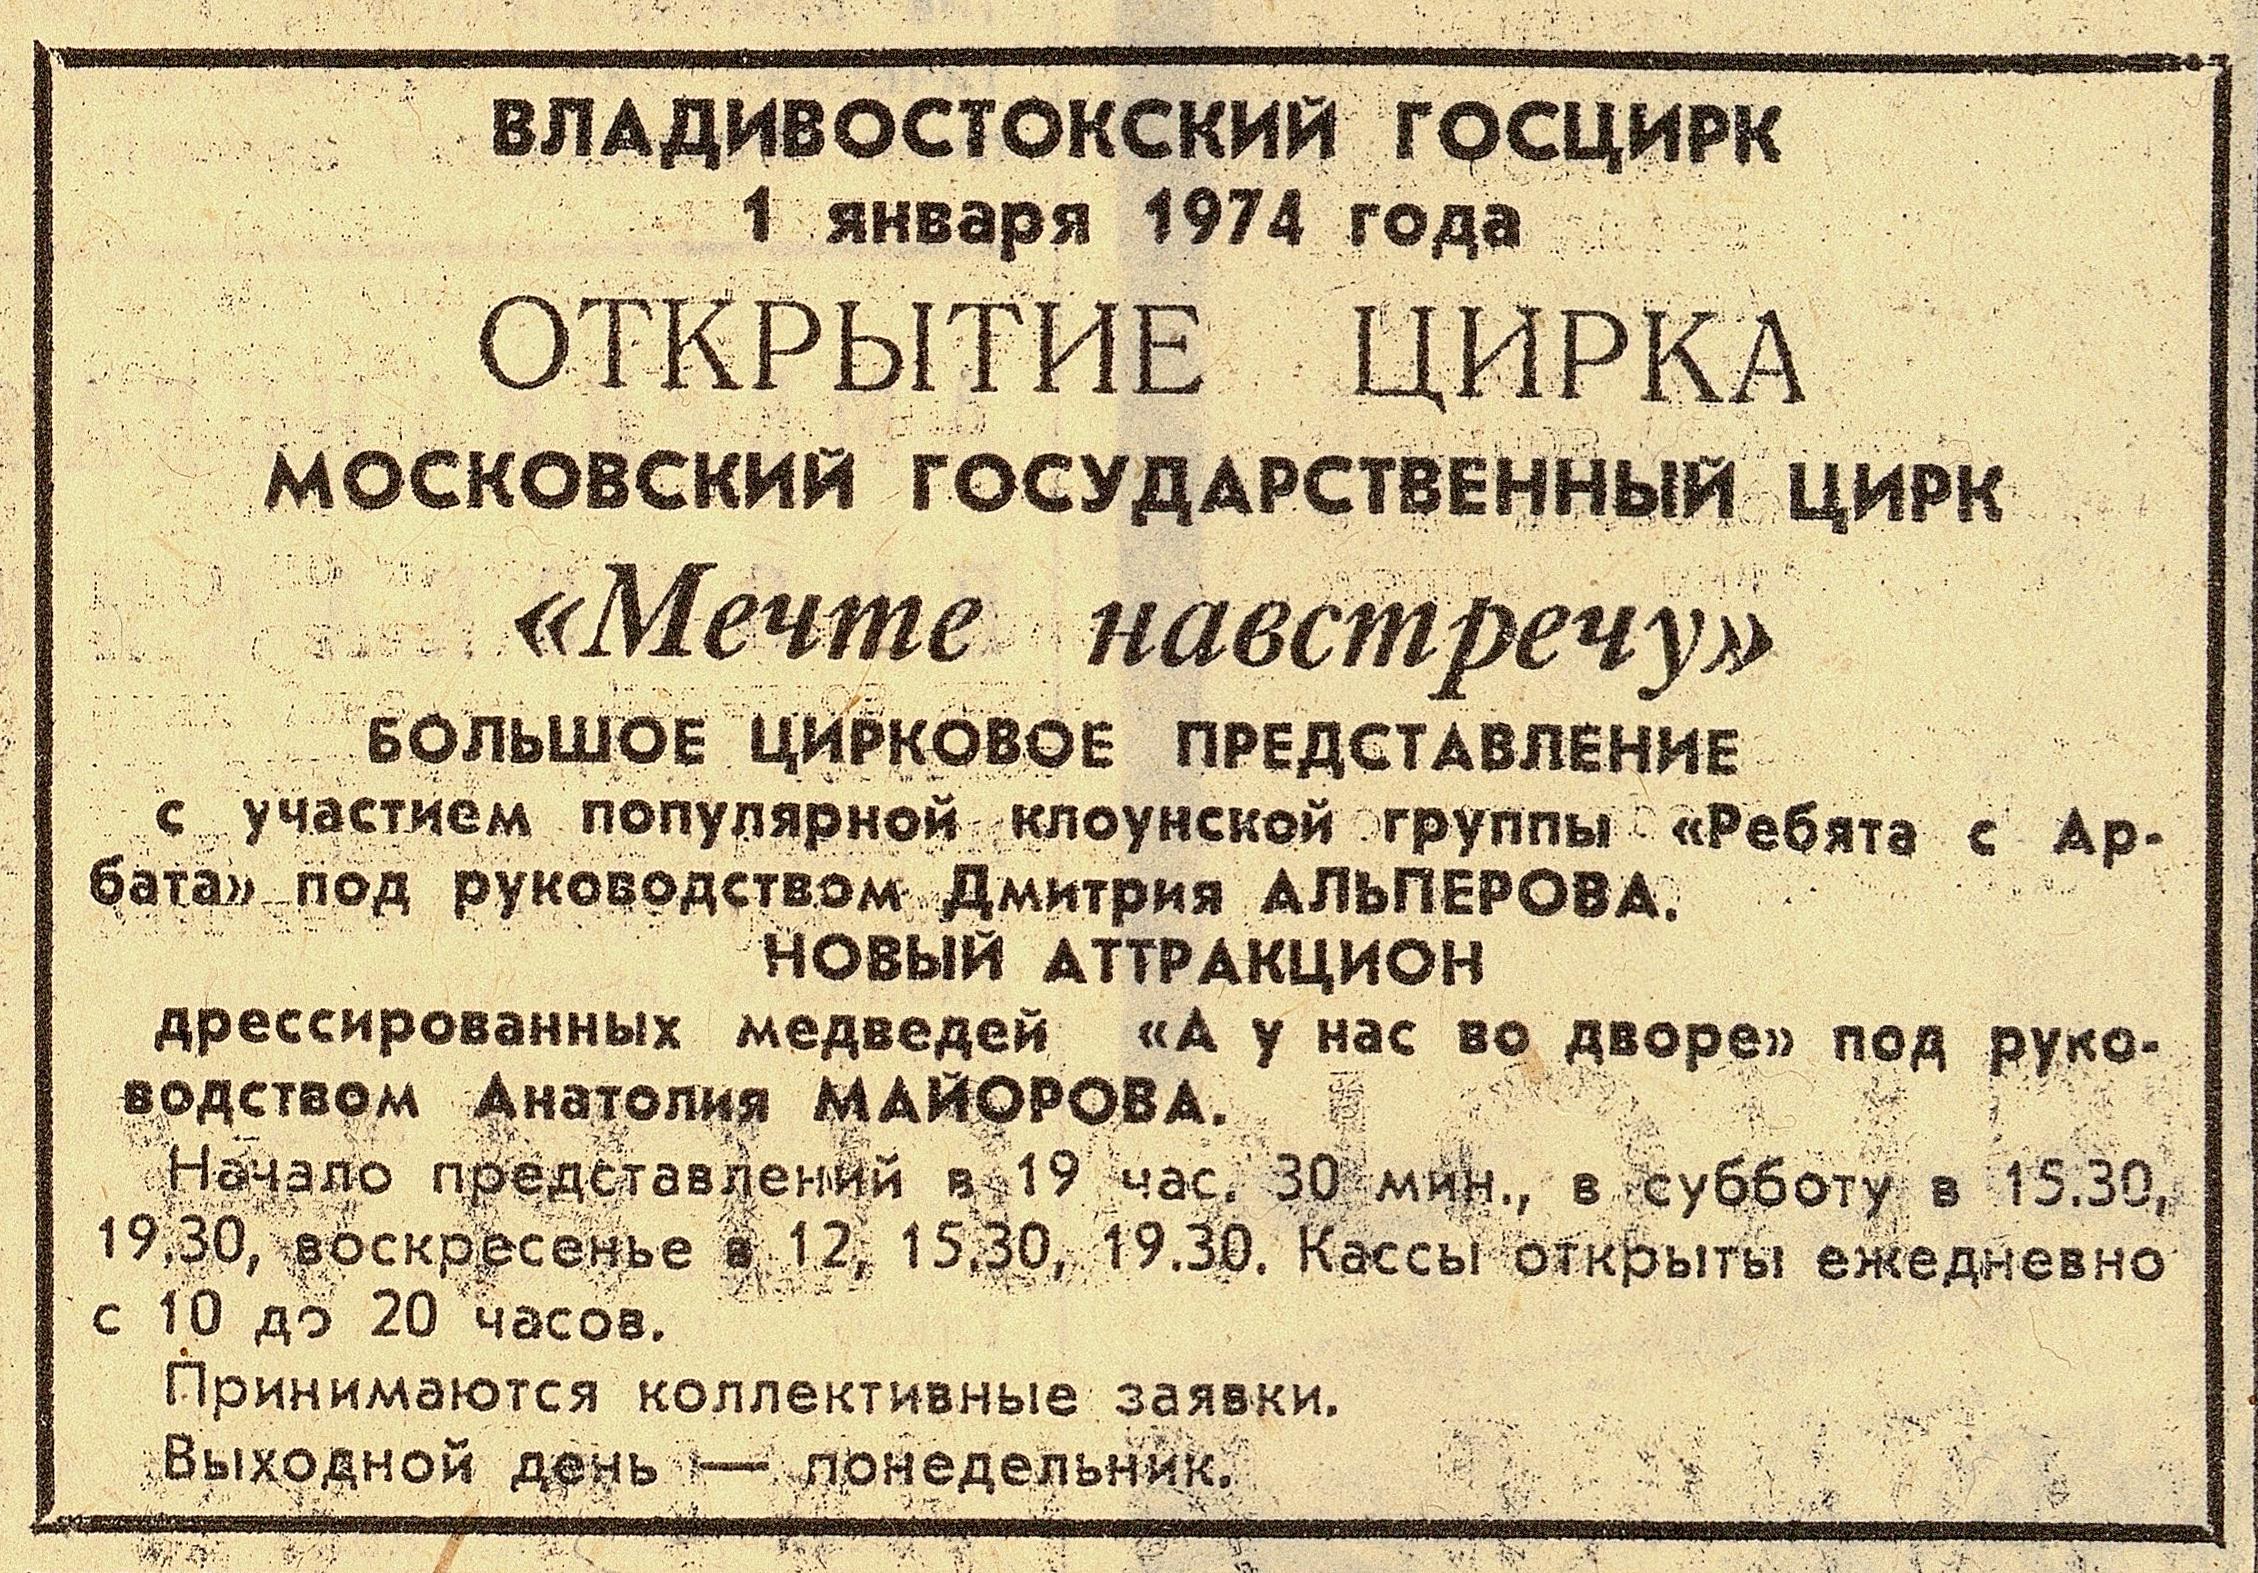 ВЛАДИВОСТОКСКИЙ ГОСЦИРК
1 января 1974 года
ОТКРЫТИЕ ЦИРКА
МОСКОВСКИЙ ГОСУДАРСТВЕННЫЙ ЦИРК
«Мечте навстречу»
БОЛЬШОЕ ЦИРКОВОЕ ПРЕДСТАВЛЕНИЕ
с участием популярной клоунской группы «Ребята с Ар-
бата» под руководством Дмитрия АЛЬПЕРОВА.
НОВЫЙ АТТРАКЦИОН
дрессированных медведей «А у нас во дворе» под руко-
водством Анатолия МАЙОРОВА.
Начало представлений в 19 час. 30 мин., в субботу в 15.30,
19.30, воскресенье в 12, 15.30, 19.30. Кассы открыты ежедневно
с 10 до 20 часов.
Принимаются коллективные заявки.
Выходной день — понедельник.